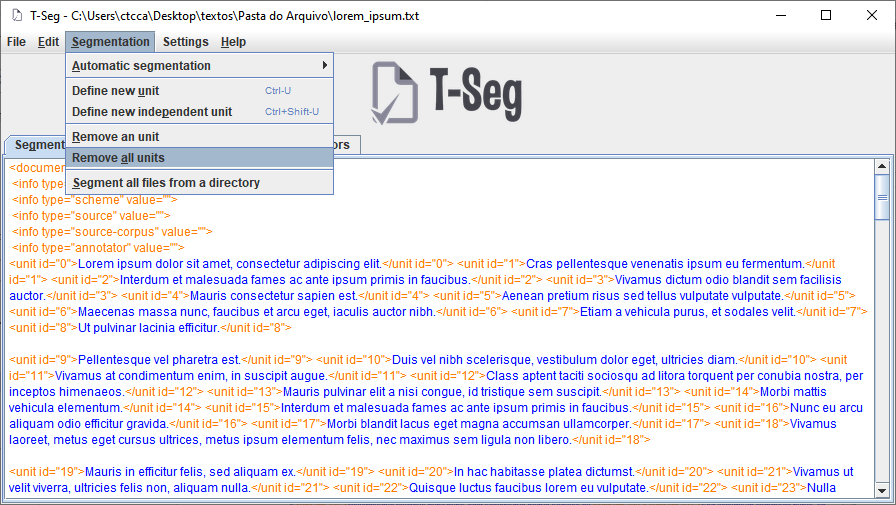 T-Seg - C:\Users\ctcca\Desktop\textos\Pasta do Arquivo\lorem_ipsum.txt
File Edit Segmentation Settings Help
Automatic segmentation
Define new unit Ctrl-U
Define new independent unit Ctrl+Shift-U
Remove an unit
Remove all units
Segment all files from a directory
T-Seg
<info type="scheme" value="">
<info type="source" value="">
<info type="source-corpus" value="">
<info type="annotator" value="">
<unit id="0">Lorem ipsum dolor sit amet, consectetur adipiscing elit.</unit id="0"> <unit id="1">Cras pellentesque venenatis ipsum eu fermentum.</unit
id="1"> <unit id="2">Interdum et malesuada fames ac ante ipsum primis in faucibus.</unit id="2"> <unit id="3">Vivamus dictum odio blandit sem facilisis
auctor.</unit id="3"> <unit id="4">Mauris consectetur sapien est.</unit id="4"> <unit id="5">Aenean pretium risus sed tellus vulputate vulputate.</unit id="5">
<unit id="6">Maecenas massa nunc, faucibus et arcu eget, iaculis auctor nibh.</unit id="6"> <unit id="7">Etiam a vehicula purus, et sodales velit.</unit id="7">
<unit id="8">Ut pulvinar lacinia efficitur.</unit id="8">
<unit id="9">Pellentesque vel pharetra est.</unit id="9"> <unit id="10">Duis vel nibh scelerisque, vestibulum dolor eget, ultricies diam.</unit id="10"> <unit
id="11">Vivamus at condimentum enim, in suscipit augue.</unit id="11"> <unit id="12">Class aptent taciti sociosqu ad litora torquent per conubia nostra, per
inceptos himenaeos.</unit id="12"> <unit id="13">Mauris pulvinar elit a nisi congue, id tristique sem suscipit.</unit id="13"> <unit id="14">Morbi mattis
vehicula elementum.</unit id="14"> <unit id="15">Interdum et malesuada fames ac ante ipsum primis in faucibus.</unit id="15"> <unit id="16">Nunc eu arcu
aliquam odio efficitur gravida.</unit id="16"> <unit id="17">Morbi blandit lacus eget magna accumsan ullamcorper.</unit id="17"> <unit id="18">Vivamus
laoreet, metus eget cursus ultrices, metus ipsum elementum felis, nec maximus sem ligula non libero.</unit id="18">
<unit id="19">Mauris in efficitur felis, sed aliquam ex.</unit id="19"> <unit id="20">In hac habitasse platea dictumst.</unit id="20"> <unit id="21">Vivamus ut
velit viverra, ultricies felis non, aliquam nulla.</unit id="21"> <unit id="22">Quisque luctus faucibus lorem eu vulputate.</unit id="22"> <unit id="23">Nulla